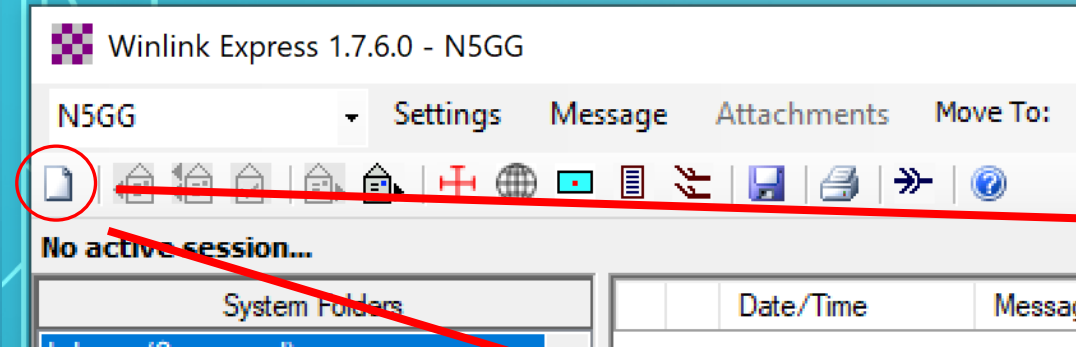 Winlink Express 1.7.6.0 - N5GG
N5GG Settings Message Attachments Move To:
No active session...
System Folders Date/Time